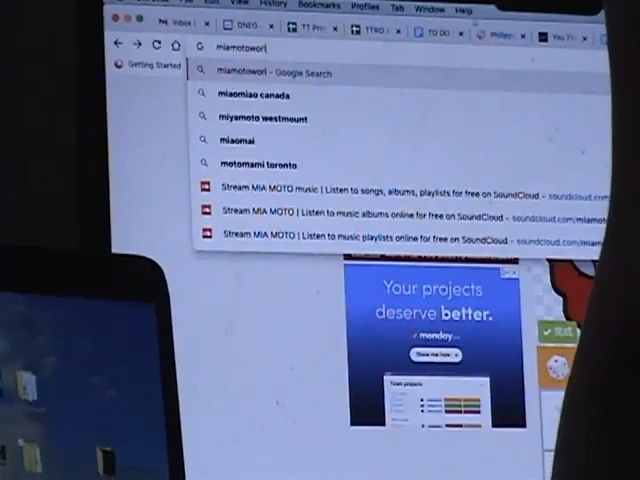 View History Bookmarks Profiles Tab Window Help
Inbox DNEG - TT Pro TTRO TO DO Philipp You
miamotoworl
Getting Started
miamotoworl - Google Search
miaomiao canada
miyamoto westmount
miaomai
motomami toronto
Stream MIA MOTO music | Listen to songs, albums, playlists for free on SoundCloud - soundcloud.com
Stream MIA MOTO | Listen to music albums online for free on SoundCloud - soundcloud.com/miamot
Stream MIA MOTO | Listen to music playlists online for free on SoundCloud - soundcloud.com/miam
Your projects
deserve better.
monday
Show me how
完成
Team projects